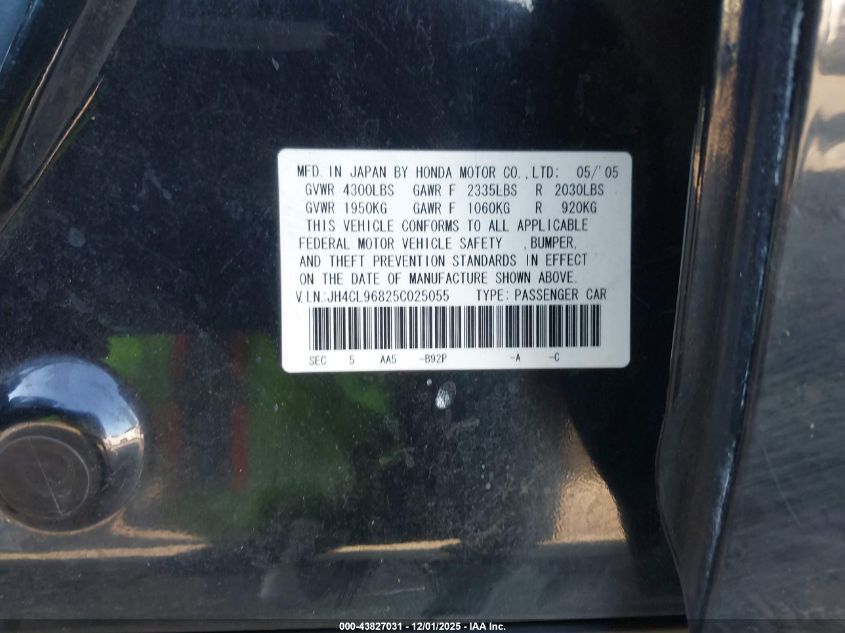 MFD. IN JAPAN BY HONDA MOTOR CO.,LTD: 05/'05
GVWR 4300LBS GAWR F 2335LBS R 2030LBS
GVWR 1950KG GAWR F 1060KG R 920KG
THIS VEHICLE CONFORMS TO ALL APPLICABLE
FEDERAL MOTOR VEHICLE SAFETY ,BUMPER,
AND THEFT PREVENTION STANDARDS IN EFFECT
ON THE DATE OF MANUFACTURE SHOWN ABOVE.
V.I.N.:JH4CL96825C025055 TYPE: PASSENGER CAR
SEC 5 AA5 -B92P -A -C
000-43827031 - 12/01/2025 - IAA Inc.